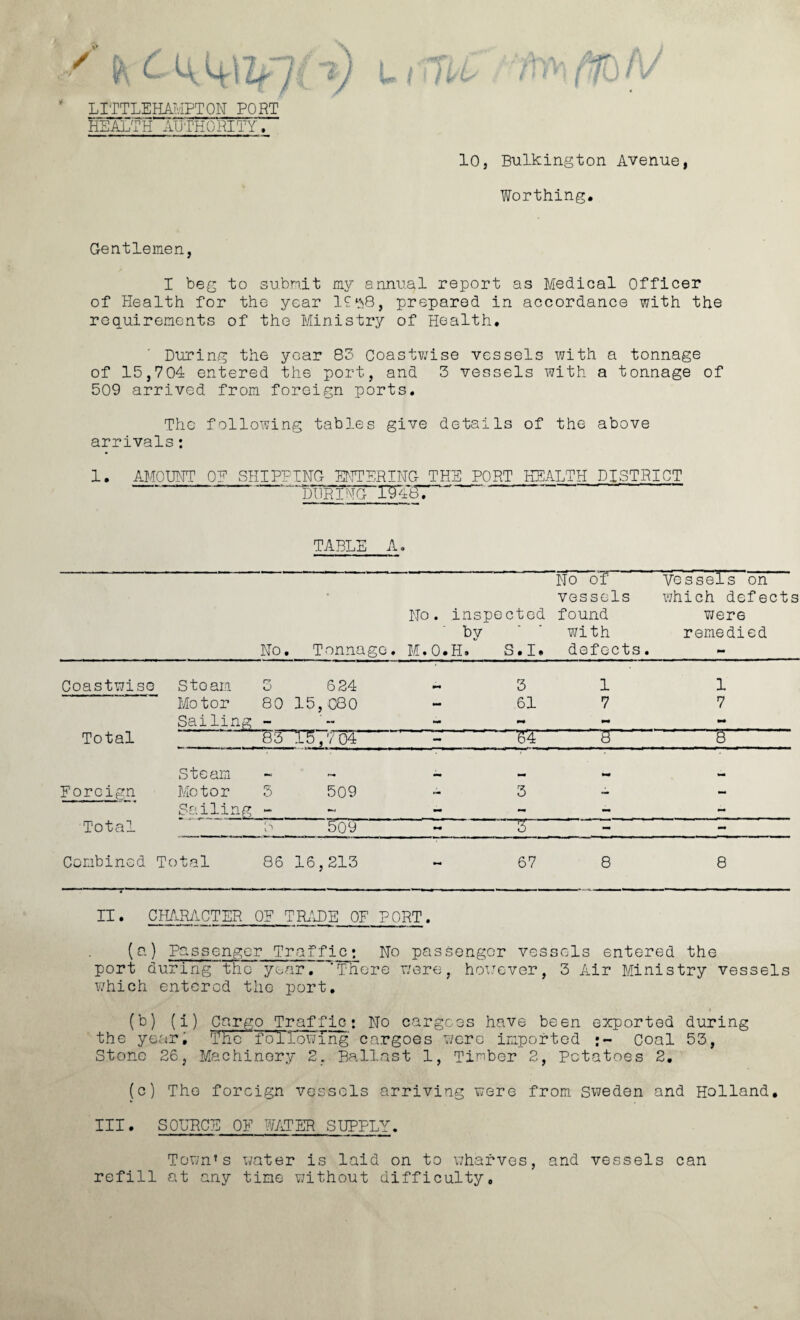 LITTLEHAMPTON PORT
HEALTH AUTHORITY.
10, Bulkington Avenue,
Worthing.
Gentlemen,
I beg to submit my annual report as Medical Officer
of Health for the year 1948, prepared in accordance with the
requirements of the Ministry of Health.
During the year 83 Coastwise vessels with a tonnage
of 15,704 entered the port, and 3 vessels with a tonnage of
509 arrived from foreign ports.
The following tables give details of the above
arrivals:
1. AMOUNT OF SHIPPING ENTERING THE PORT HEALTH DISTRICT
DURING 1948.
TABLE A.
No of Vessels on
vessels which defects
No. inspected found were
by with remedied
No. Tonnage. M.O.H. S.I. defects. -
Coastwise Steam 3 624 - 3 1 1
Motor 80 15,080 - 61 7 7
Sailing - - - - - -
Total 83 15,704 - 64 8 8
Steam - - - - - -
Foreign Motor 3 509 - 3 - -
Sailing - - - - - -
Total 3 509 - 3 - -
Combined Total 86 16,213 - 67 8 8
II. CHARACTER OF TRADE OF PORT.
(a) Passenger Traffic: No passenger vessels entered the
port during the year. There were, however, 3 Air Ministry vessels
which entered the port.
(b) (i) Cargo Traffic: No cargoes have been exported during
the year. The following cargoes were imported :- Coal 53,
Stone 26, Machinery 2, Ballast 1, Timber 2, Potatoes 2.
(c) The foreign vessels arriving were from Sweden and Holland.
III. SOURCE OF WATER SUPPLY.
Town's water is laid on to wharves, and vessels can
refill at any time without difficulty.